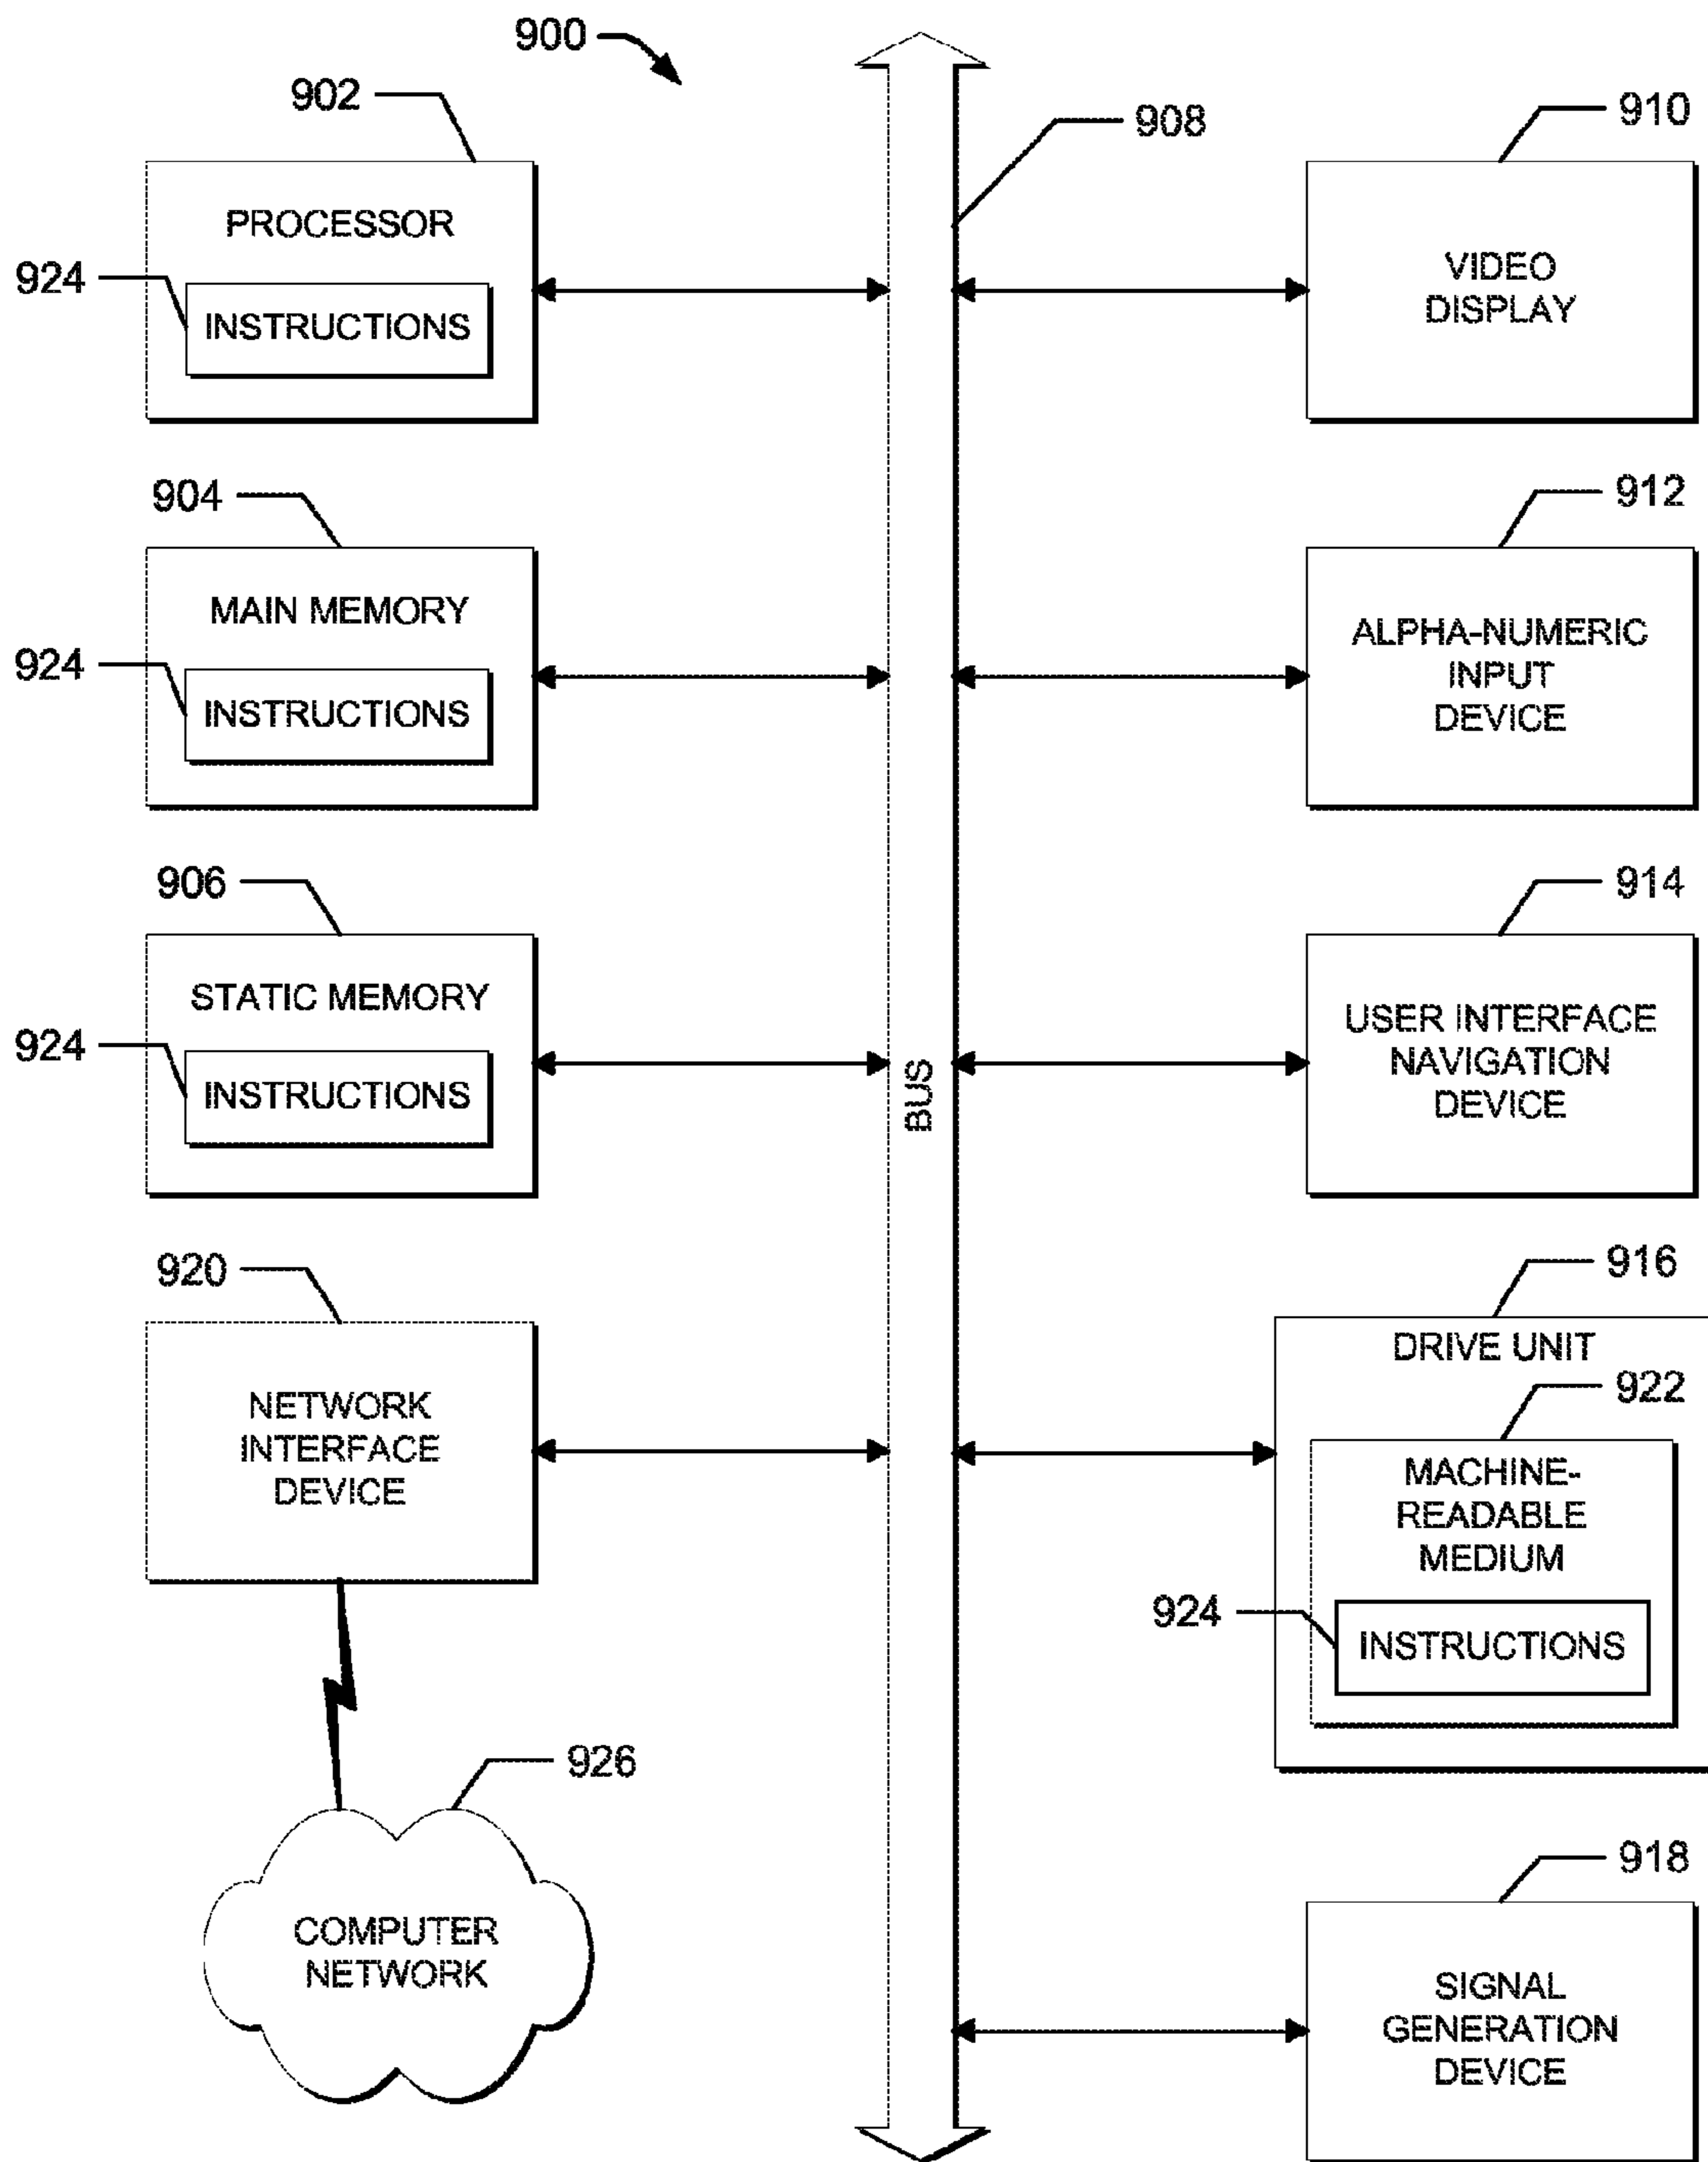 900
902
PROCESSOR
924
INSTRUCTIONS
904
MAIN MEMORY
924
INSTRUCTIONS
906
STATIC MEMORY
924
INSTRUCTIONS
920
NETWORK
INTERFACE
DEVICE
926
COMPUTER
NETWORK
908
BUS
910
VIDEO
DISPLAY
912
ALPHA-NUMERIC
INPUT
DEVICE
914
USER INTERFACE
NAVIGATION
DEVICE
916
DRIVE UNIT
922
MACHINE-
READABLE
MEDIUM
924
INSTRUCTIONS
918
SIGNAL
GENERATION
DEVICE